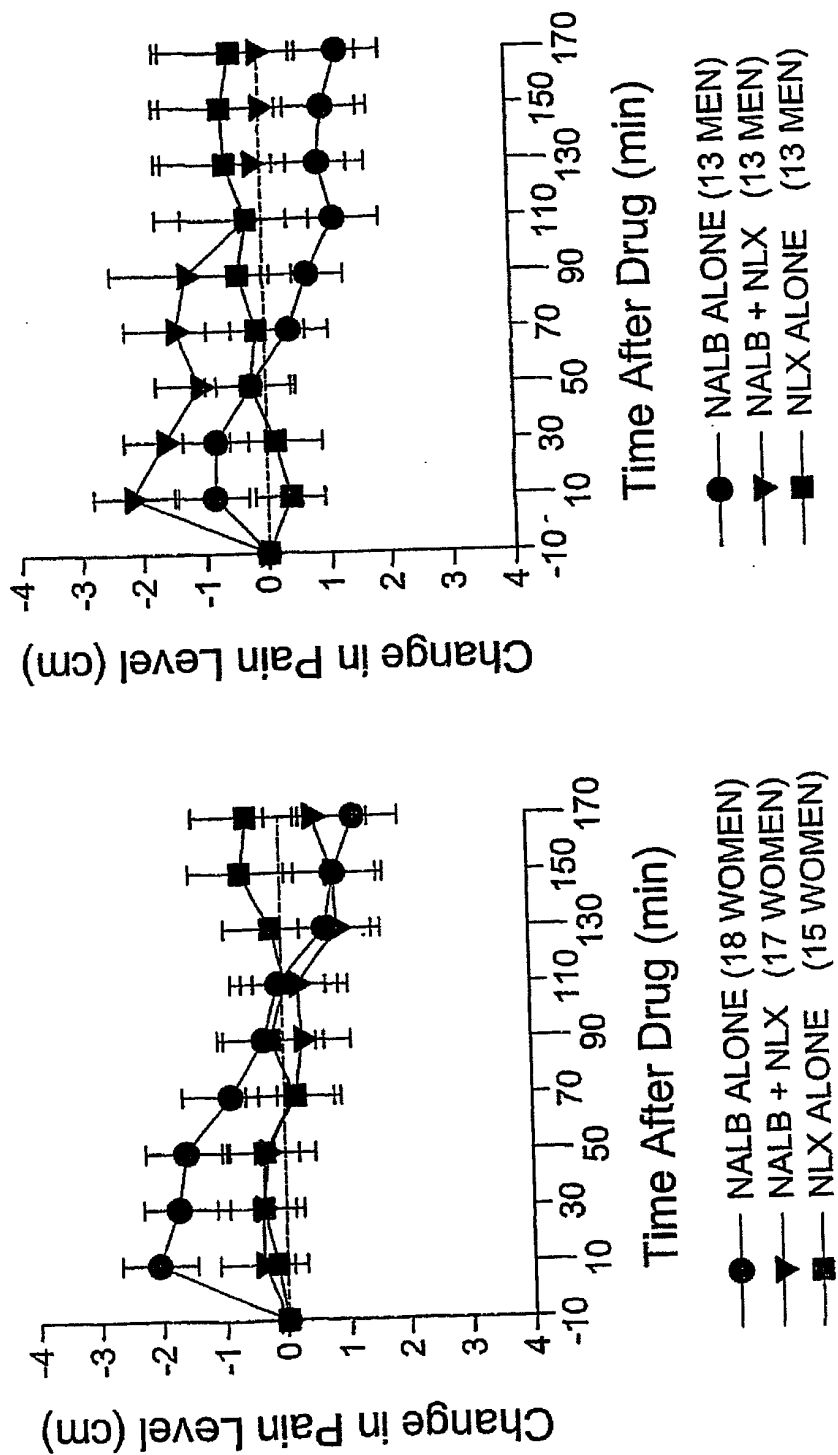 Change in Pain Level (cm)
-4
-3
-2
-1
0
1
2
3
4
-10 10 30 50 70 90 110 130 150 170
Time After Drug (min)
NALB ALONE (18 WOMEN)
NALB + NLX (17 WOMEN)
NLX ALONE (15 WOMEN)
Change in Pain Level (cm)
-4
-3
-2
-1
0
1
2
3
4
-10 10 30 50 70 90 110 130 150 170
Time After Drug (min)
NALB ALONE (13 MEN)
NALB + NLX (13 MEN)
NLX ALONE (13 MEN)